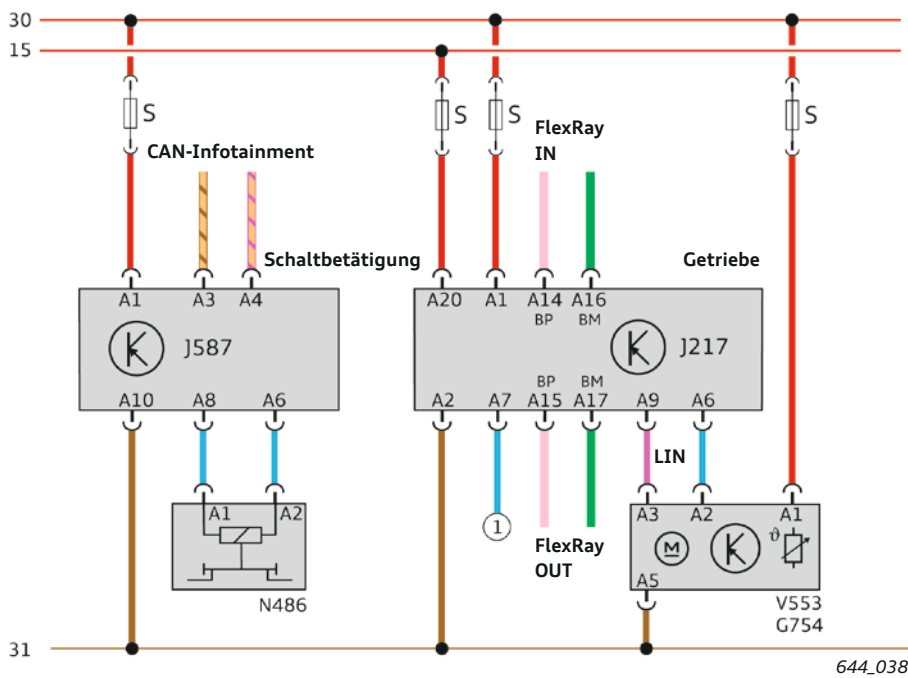 30
15
S
S
S
S
CAN-Infotainment
FlexRay
IN
Schaltbetätigung
Getriebe
A1 A3 A4
J587
A10 A8 A6
A20 A1 A14 A16
BP BM
J217
BP BM
A2 A7 A15 A17 A9 A6
LIN
A1 A2
N486
1
FlexRay
OUT
A3 A2 A1
M
ϑ
A5
V553
G754
31
644_038